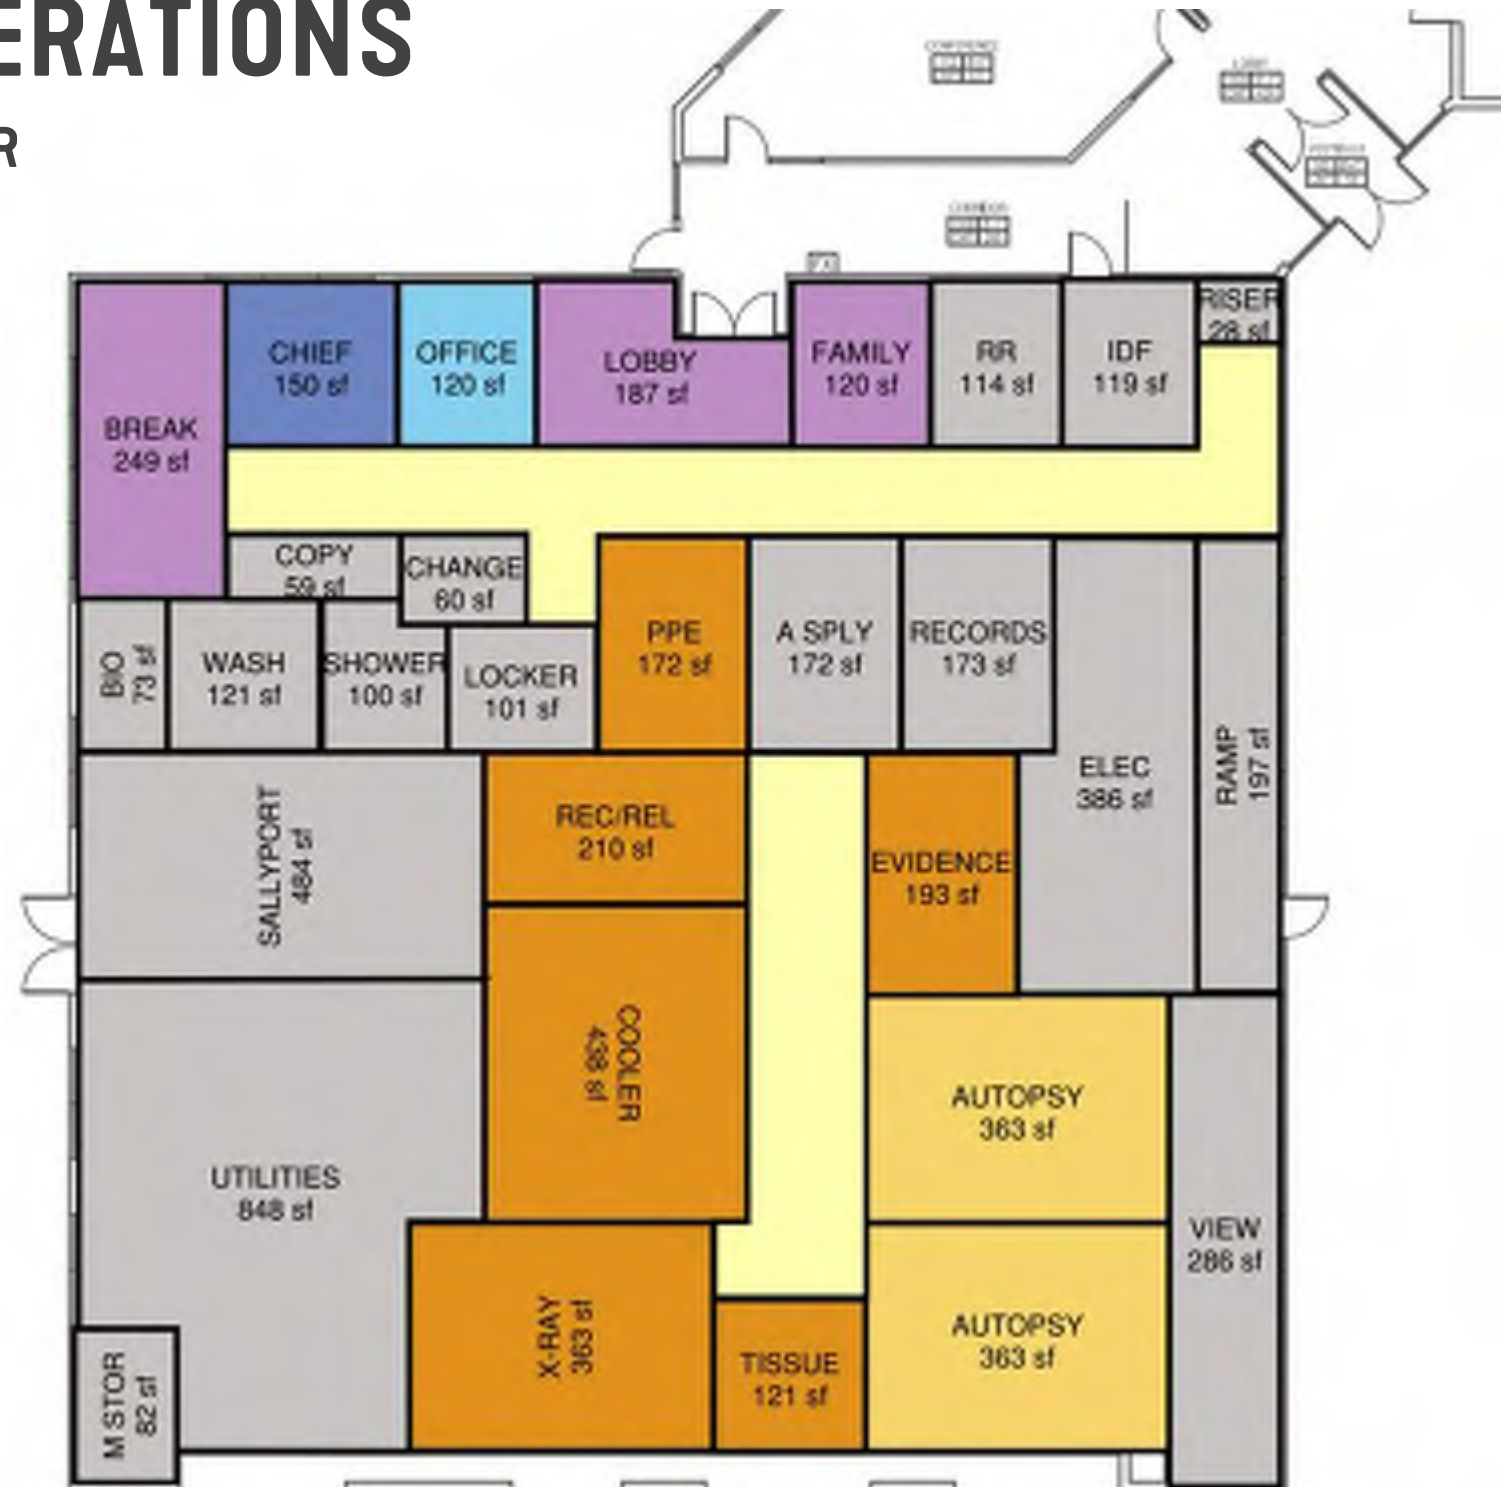 ERATIONS
R
CONFERENCE
LOBBY
CORRIDOR
RISER
28 sf
CHIEF
150 sf
OFFICE
120 sf
LOBBY
187 sf
FAMILY
120 sf
RR
114 sf
IDF
119 sf
BREAK
249 sf
COPY
59 sf
CHANGE
60 sf
BIO
73 sf
WASH
121 sf
SHOWER
100 sf
LOCKER
101 sf
PPE
172 sf
A SPLY
172 sf
RECORDS
173 sf
ELEC
386 sf
RAMP
197 sf
SALLYPORT
484 sf
REC/REL
210 sf
EVIDENCE
193 sf
COOLER
438 sf
AUTOPSY
363 sf
UTILITIES
848 sf
VIEW
286 sf
X-RAY
363 sf
TISSUE
121 sf
AUTOPSY
363 sf
M STOR
82 sf